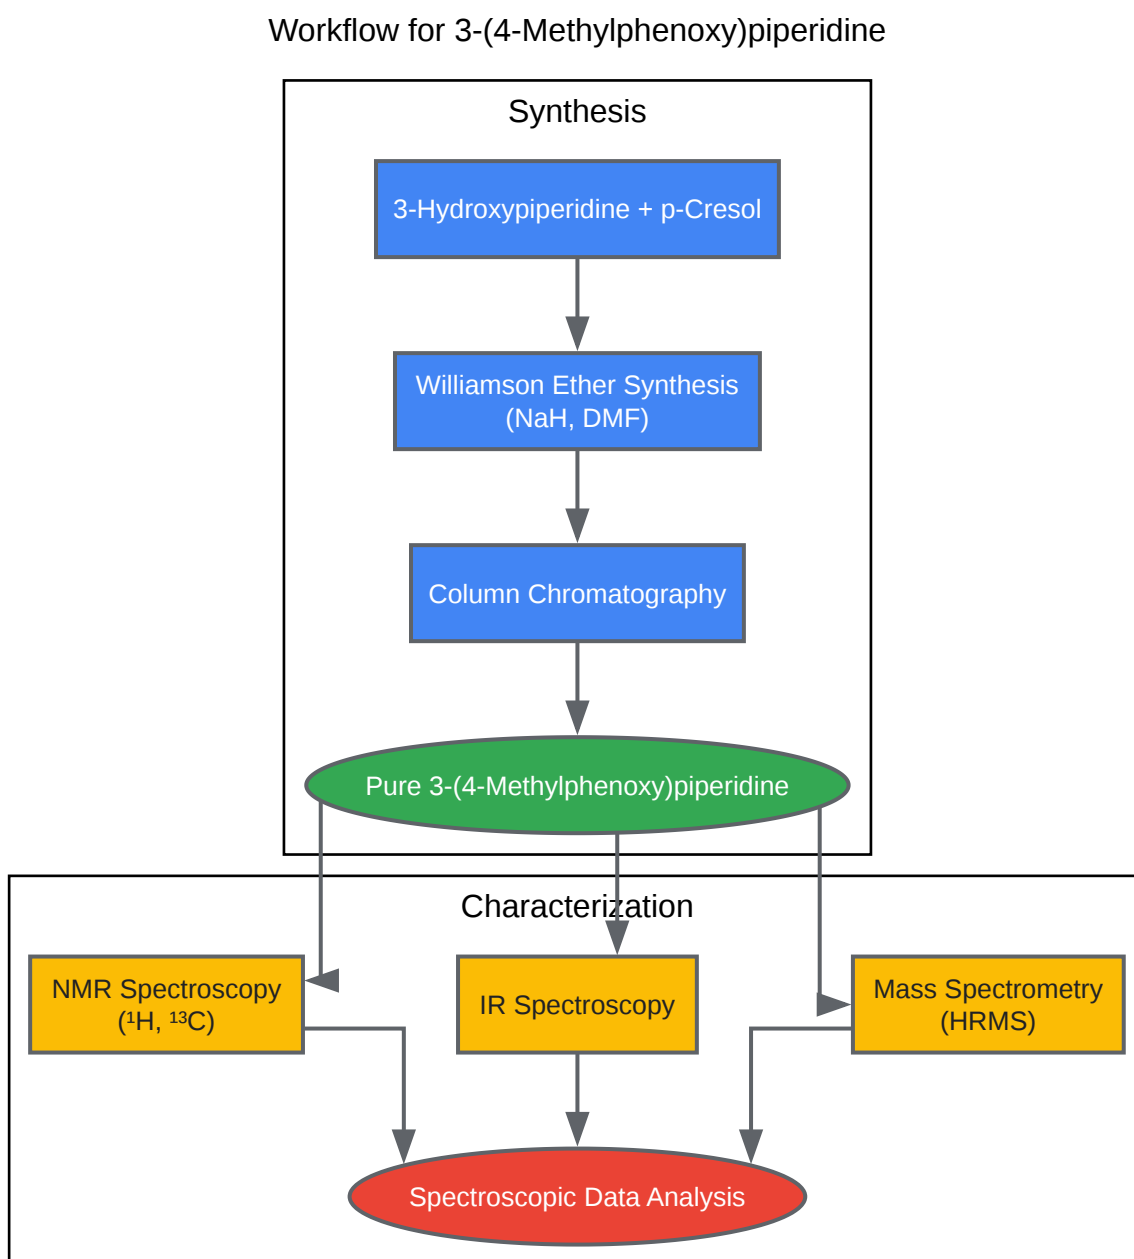 Workflow for 3-(4-Methylphenoxy)piperidine
Synthesis
3-Hydroxypiperidine + p-Cresol
Williamson Ether Synthesis
(NaH, DMF)
Column Chromatography
Pure 3-(4-Methylphenoxy)piperidine
Characterization
NMR Spectroscopy
(¹H, ¹³C)
IR Spectroscopy
Mass Spectrometry
(HRMS)
Spectroscopic Data Analysis